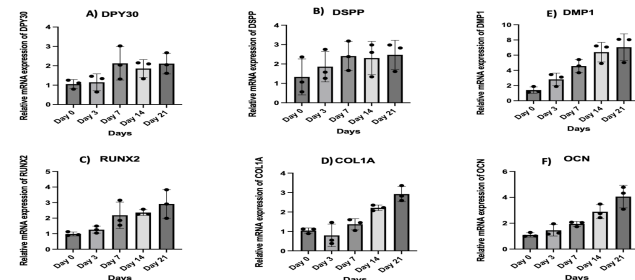 A) DPY30
Relative mRNA expression of DPY30
4
3
2
1
0
Day 0 Day 3 Day 7 Day 14 Day 21
Days
B) DSPP
Relative mRNA expression of DSPP
4
3
2
1
0
Day 0 Day 3 Day 7 Day 14 Day 21
Days
E) DMP1
Relative mRNA expression of DMP1
10
8
6
4
2
0
Day 0 Day 3 Day 7 Day 14 Day 21
Days
C) RUNX2
Relative mRNA expression of RUNX2
5
4
3
2
1
0
Day 0 Day 3 Day 7 Day 14 Day 21
Days
D) COL1A
Relative mRNA expression of COL1A
4
3
2
1
0
Day 0 Day 3 Day 7 Day 14 Day 21
Days
F) OCN
Relative mRNA expression of OCN
6
4
2
0
Day 0 Day 3 Day 7 Day 14 Day 21
Days